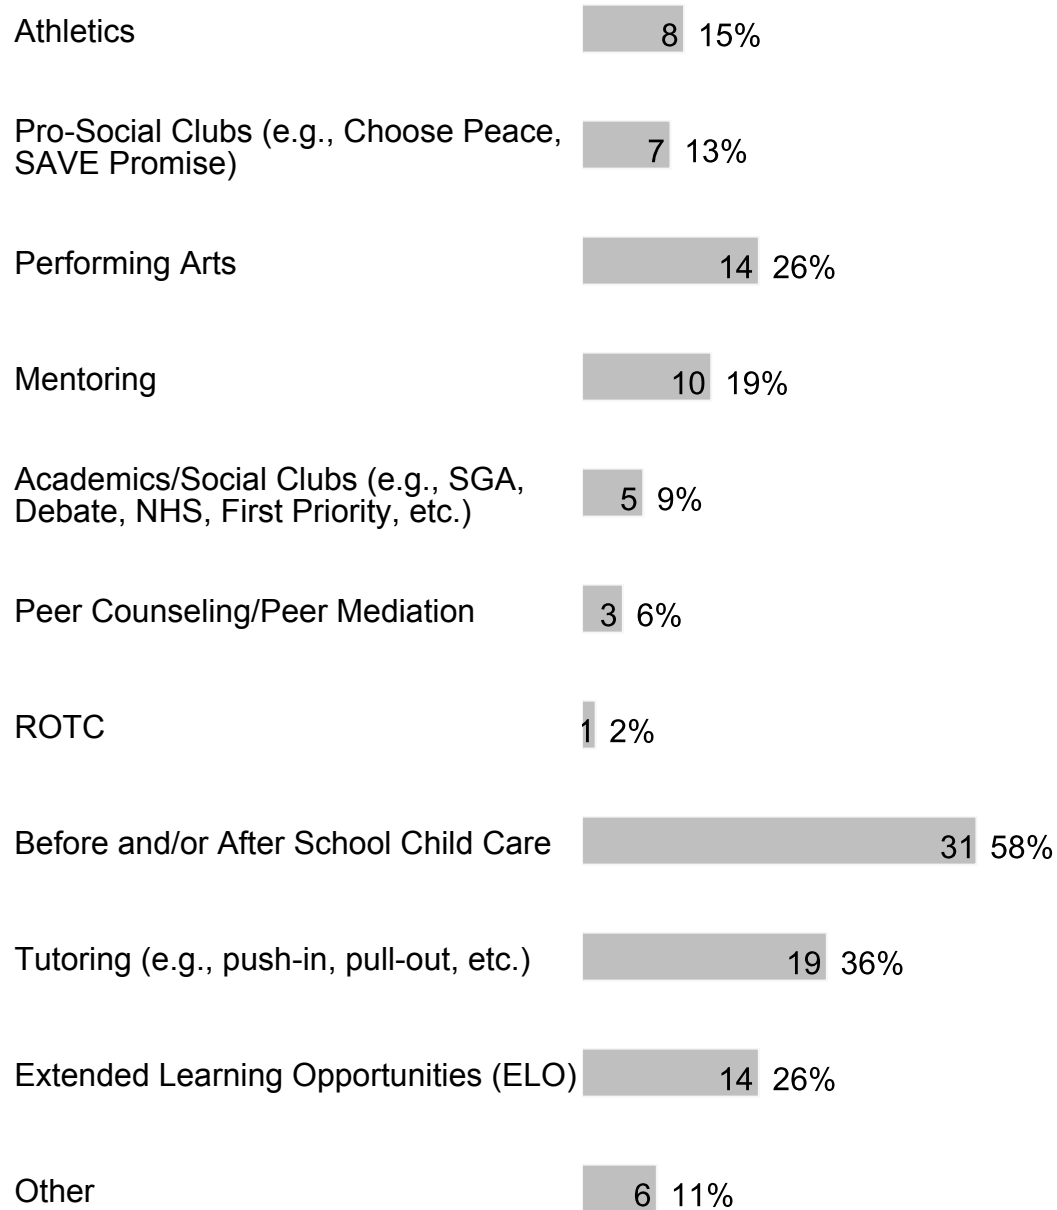 Athletics 8 15%
Pro-Social Clubs (e.g., Choose Peace,
SAVE Promise) 7 13%
Performing Arts 14 26%
Mentoring 10 19%
Academics/Social Clubs (e.g., SGA,
Debate, NHS, First Priority, etc.) 5 9%
Peer Counseling/Peer Mediation 3 6%
ROTC 1 2%
Before and/or After School Child Care 31 58%
Tutoring (e.g., push-in, pull-out, etc.) 19 36%
Extended Learning Opportunities (ELO) 14 26%
Other 6 11%